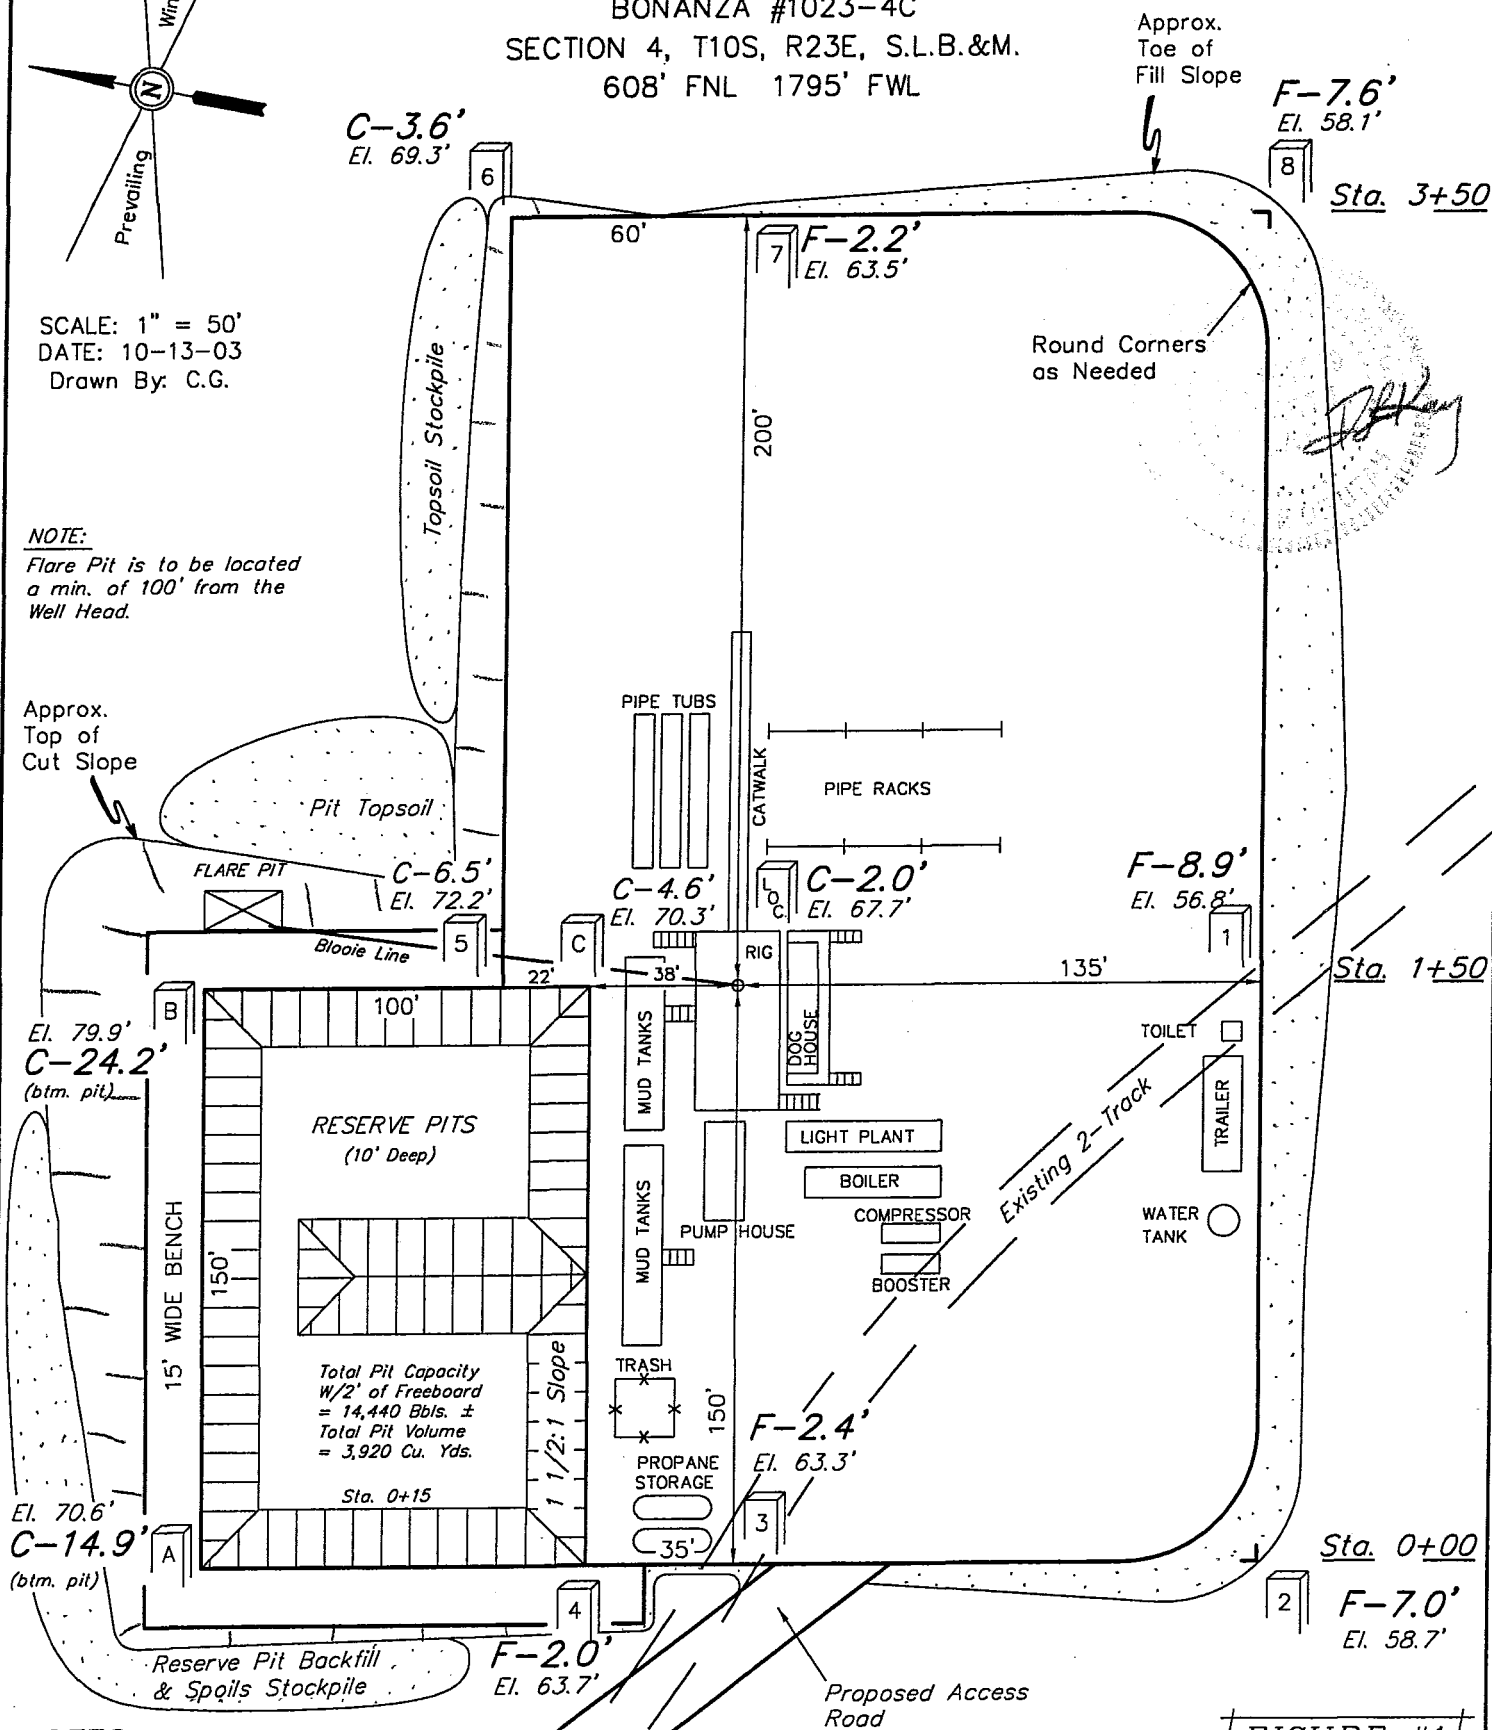 BONANZA #1023-4C
SECTION 4, T10S, R23E, S.L.B.&M.
608' FNL 1795' FWL
Win
N
Prevailing
SCALE: 1" = 50'
DATE: 10-13-03
Drawn By: C.G.
Approx.
Toe of
Fill Slope
C-3.6'
El. 69.3'
6
F-7.6'
El. 58.1'
8
Sta. 3+50
60'
7
F-2.2'
El. 63.5'
Round Corners
as Needed
200'
Topsoil Stockpile
NOTE:
Flare Pit is to be located
a min. of 100' from the
Well Head.
Approx.
Top of
Cut Slope
Pit Topsoil
PIPE TUBS
CATWALK
PIPE RACKS
FLARE PIT
C-6.5'
El. 72.2'
5
Blooie Line
C
C-4.6'
El. 70.3'
LOC.
C-2.0'
El. 67.7'
F-8.9'
El. 56.8'
1
Sta. 1+50
RIG
22'
38'
135'
B
El. 79.9'
C-24.2'
(btm. pit)
100'
MUD TANKS
DOG HOUSE
TOILET
TRAILER
RESERVE PITS
(10' Deep)
LIGHT PLANT
BOILER
Existing 2-Track
COMPRESSOR
BOOSTER
PUMP HOUSE
MUD TANKS
WATER
TANK
15' WIDE BENCH
150'
Total Pit Capacity
W/2' of Freeboard
= 14,440 Bbls. ±
Total Pit Volume
= 3,920 Cu. Yds.
1 1/2:1 Slope
TRASH
150'
F-2.4'
El. 63.3'
3
PROPANE
STORAGE
35'
Sta. 0+15
El. 70.6'
C-14.9'
(btm. pit)
A
Sta. 0+00
2
F-7.0'
El. 58.7'
4
F-2.0'
El. 63.7'
Reserve Pit Backfill
& Spoils Stockpile
Proposed Access
Road
FIGURE #1